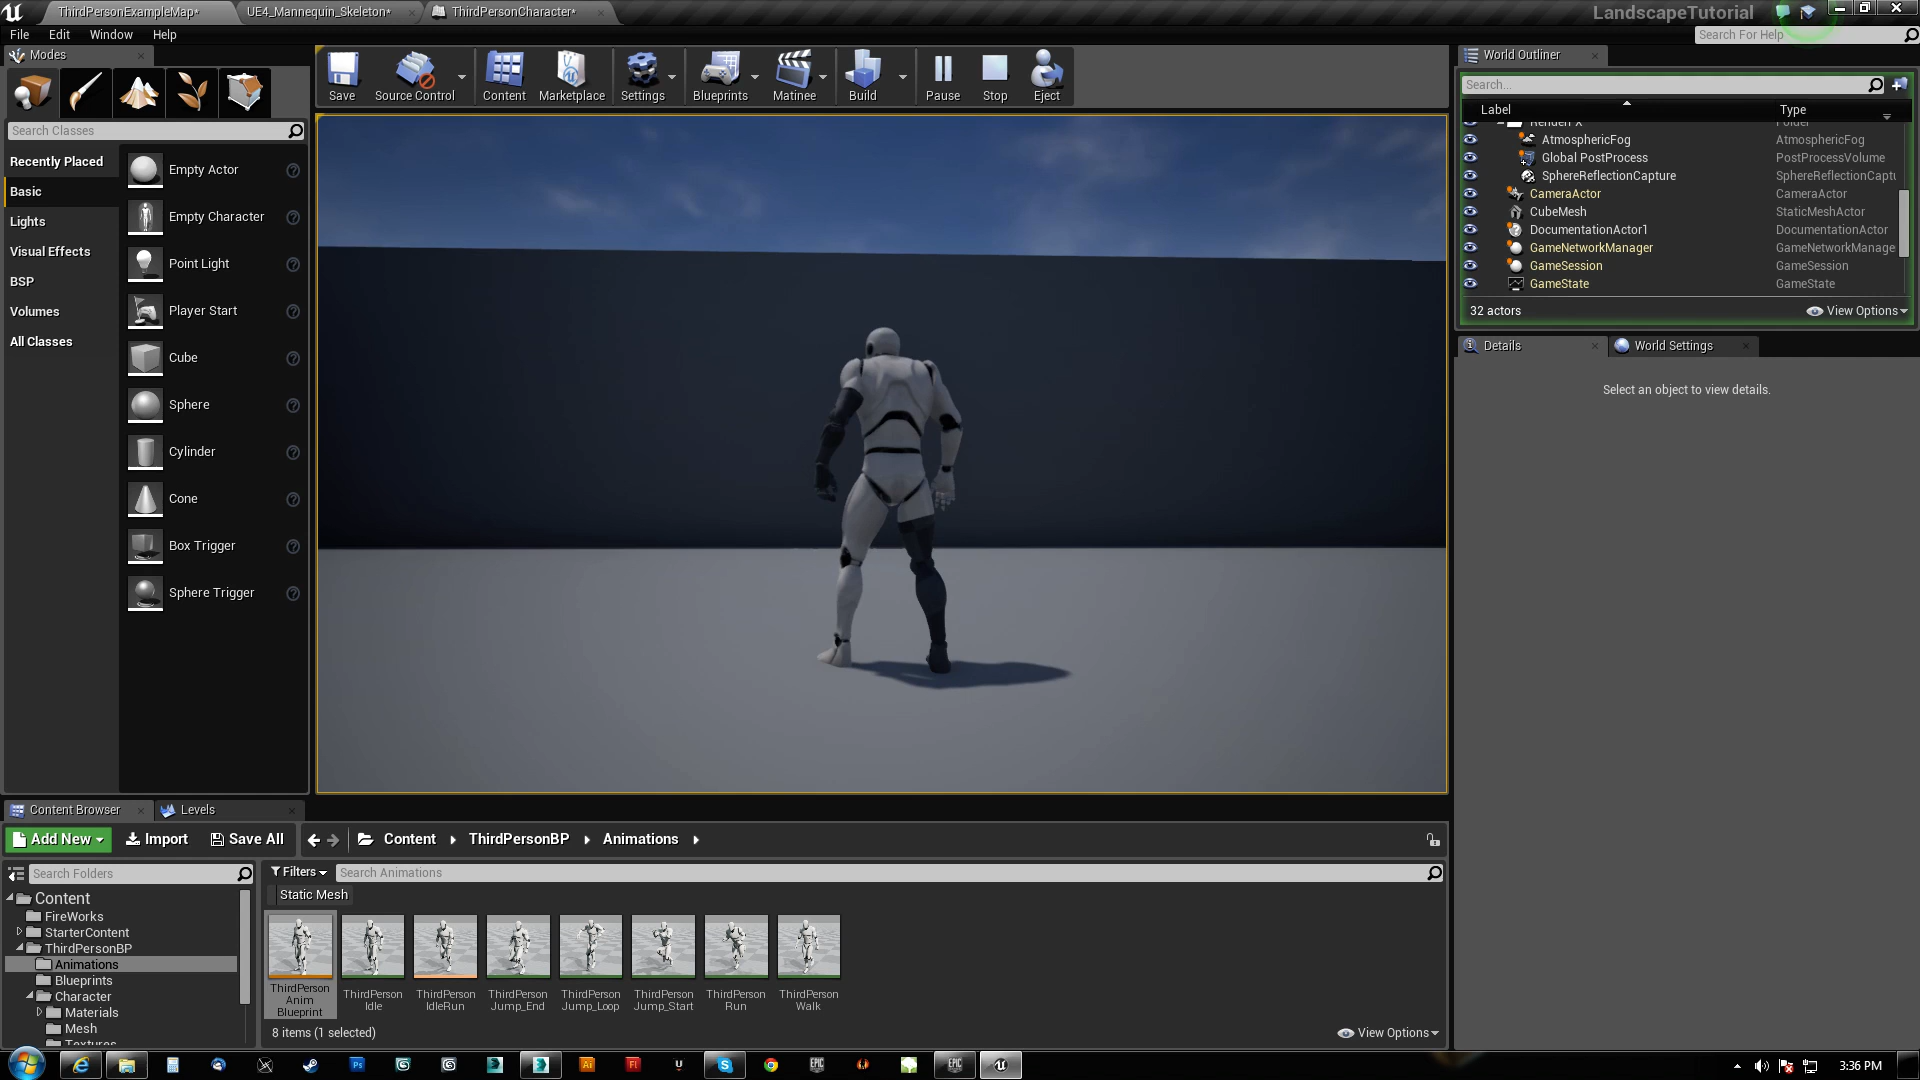 ThirdPersonExampleMap*
UE4_Mannequin_Skeleton*
ThirdPersonCharacter*
LandscapeTutorial
File Edit Window Help
Search For Help
Modes
Save
Source Control
Content
Marketplace
Settings
Blueprints
Matinee
Build
Pause
Stop
Eject
Search Classes
Recently Placed
Basic
Lights
Visual Effects
BSP
Volumes
All Classes
Empty Actor
Empty Character
Point Light
Player Start
Cube
Sphere
Cylinder
Cone
Box Trigger
Sphere Trigger
World Outliner
Search...
Label Type
AtmosphericFog AtmosphericFog
Global PostProcess PostProcessVolume
SphereReflectionCapture SphereReflectionCaptu
CameraActor CameraActor
CubeMesh StaticMeshActor
DocumentationActor1 DocumentationActor
GameNetworkManager GameNetworkManage
GameSession GameSession
GameState GameState
32 actors View Options
Details
World Settings
Select an object to view details.
Content Browser
Levels
Add New Import Save All Content ThirdPersonBP Animations
Search Folders
Content
FireWorks
StarterContent
ThirdPersonBP
Animations
Blueprints
Character
Materials
Mesh
Textures
Filters Search Animations
Static Mesh
ThirdPerson
Anim
Blueprint
ThirdPerson
Idle
ThirdPerson
IdleRun
ThirdPerson
Jump_End
ThirdPerson
Jump_Loop
ThirdPerson
Jump_Start
ThirdPerson
Run
ThirdPerson
Walk
8 items (1 selected) View Options
Ps
Ai
Fl
EPIC
EPIC
3:36 PM